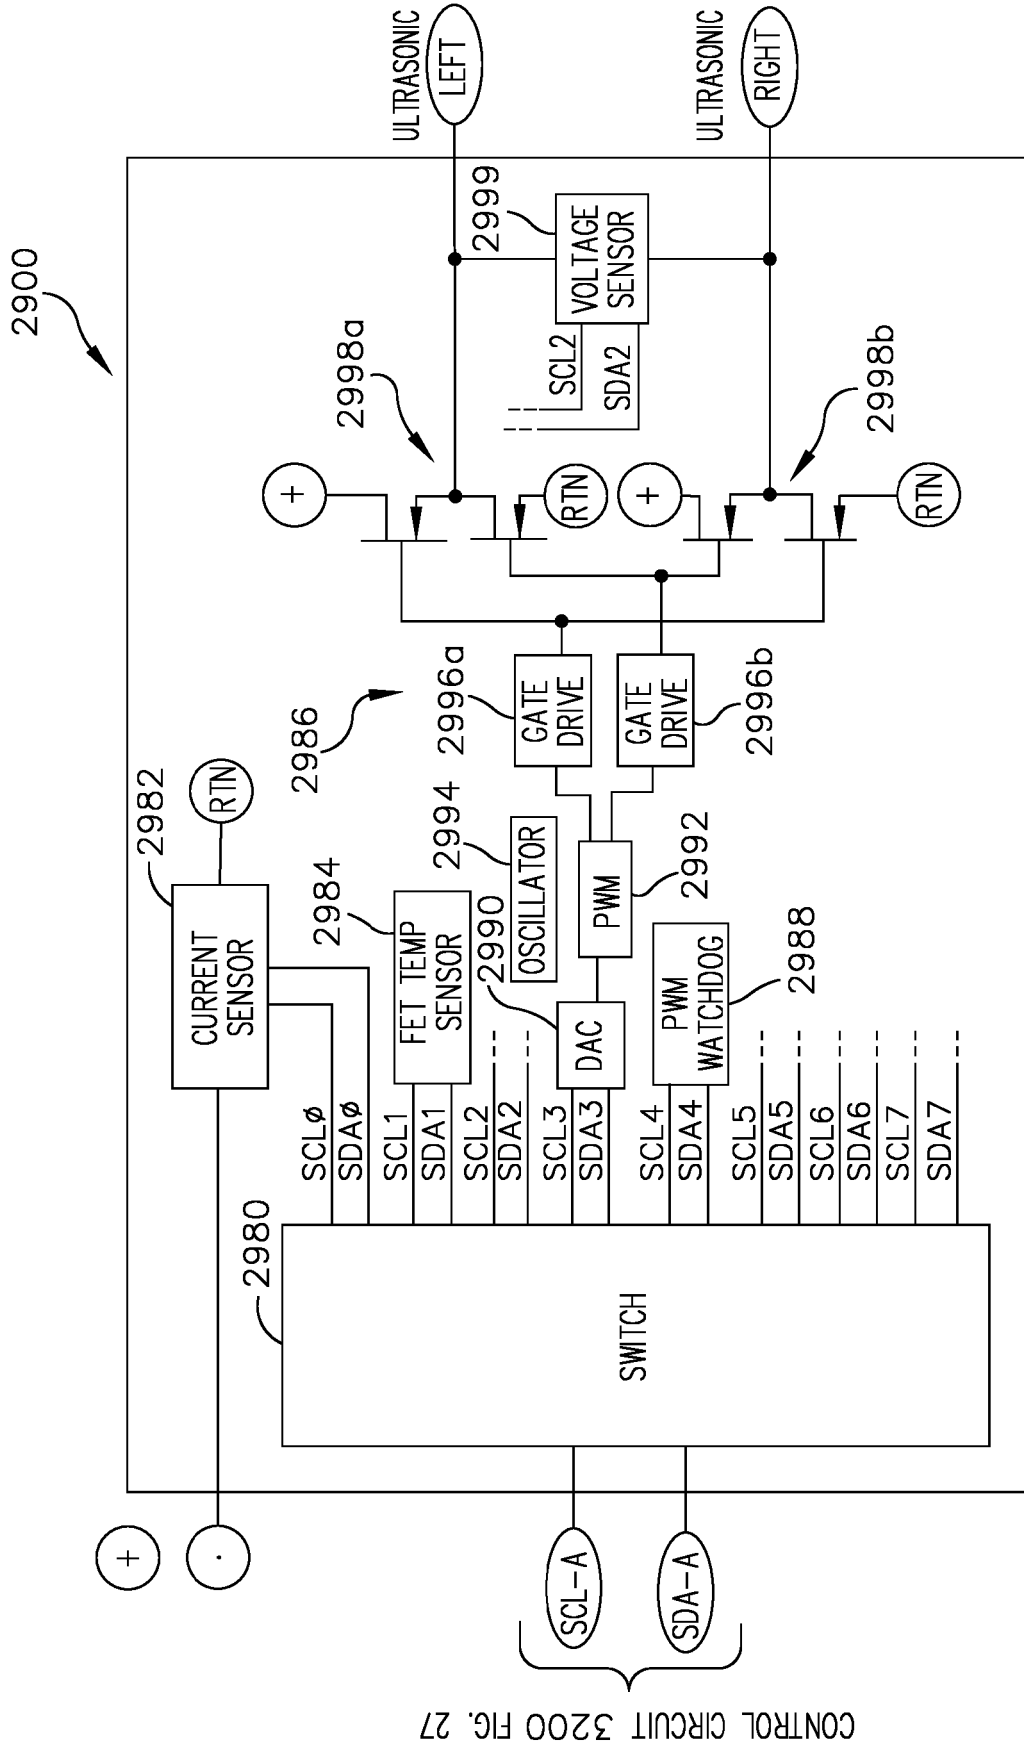 2900
ULTRASONIC
LEFT
ULTRASONIC
RIGHT
2999
VOLTAGE
SENSOR
SCL2
SDA2
2998a
2998b
+
RTN
+
RTN
2986
2996a
GATE
DRIVE
GATE
DRIVE
2996b
2982
RTN
CURRENT
SENSOR
2984
FET TEMP
SENSOR
2994
OSCILLATOR
2990
DAC
PWM
2992
PWM
WATCHDOG
2988
SCLØ
SDAØ
SCL1
SDA1
SCL2
SDA2
SCL3
SDA3
SCL4
SDA4
SCL5
SDA5
SCL6
SDA6
SCL7
SDA7
2980
SWITCH
+
·
SCL-A
SDA-A
CONTROL CIRCUIT 3200 FIG. 27